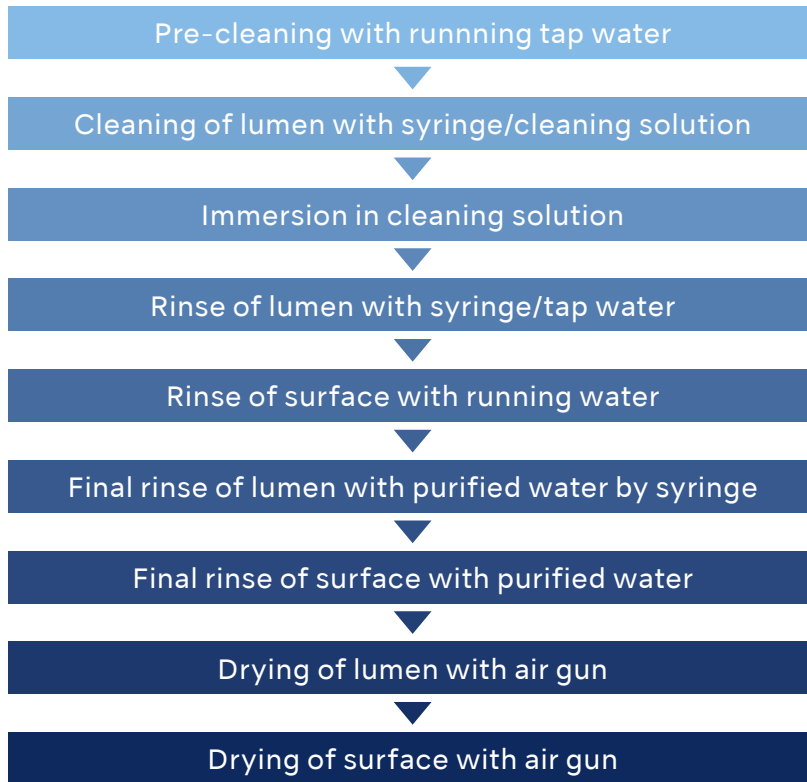 Pre-cleaning with runnning tap water
Cleaning of lumen with syringe/cleaning solution
Immersion in cleaning solution
Rinse of lumen with syringe/tap water
Rinse of surface with running water
Final rinse of lumen with purified water by syringe
Final rinse of surface with purified water
Drying of lumen with air gun
Drying of surface with air gun